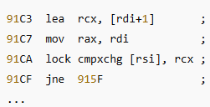 91C3 lea rcx, [rdi+1] ;
91C7 mov rax, rdi ;
91CA lock cmpxchg [rsi], rcx ;
91CF jne 915F ;
...